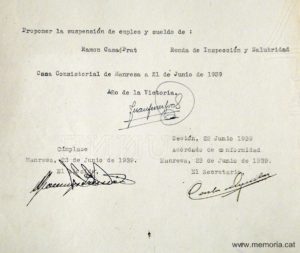 Proponer la suspensión de empleo y sueldo de :
Ramon Casa Prat    Ronda de Inspección y Salubridad
Casa Consistorial de Manresa a 21 de Junio de 1939
Año de la Victoria.
Sesión, 22 Junio 1939
Cúmplase    Acordado de conformidad
Manresa, 23 de Junio de 1939.    Manresa, 22 de Junio de 1939.
El    El Secretario
www.memoria.cat